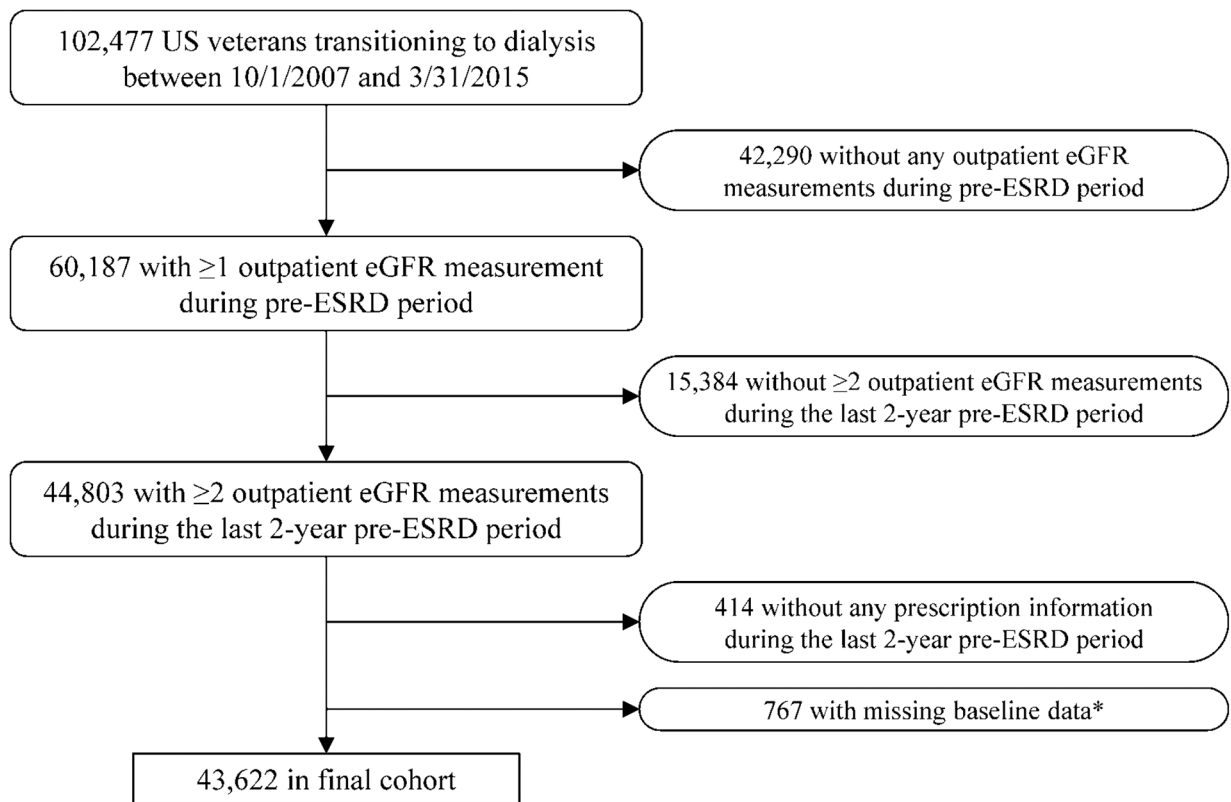 102,477 US veterans transitioning to dialysis
between 10/1/2007 and 3/31/2015
42,290 without any outpatient eGFR
measurements during pre-ESRD period
60,187 with ≥1 outpatient eGFR measurement
during pre-ESRD period
15,384 without ≥2 outpatient eGFR measurements
during the last 2-year pre-ESRD period
44,803 with ≥2 outpatient eGFR measurements
during the last 2-year pre-ESRD period
414 without any prescription information
during the last 2-year pre-ESRD period
767 with missing baseline data*
43,622 in final cohort